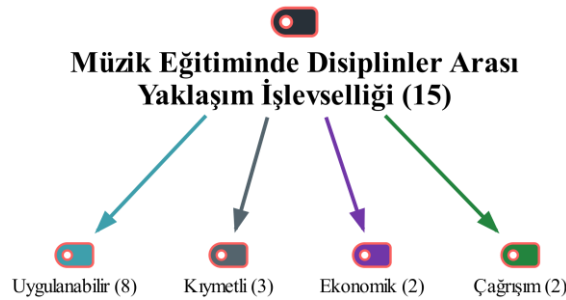 Müzik Eğitiminde Disiplinler Arası
Yaklaşım İşlevselliği (15)
Uygulanabilir (8)
Kıymetli (3)
Ekonomik (2)
Çağrışım (2)